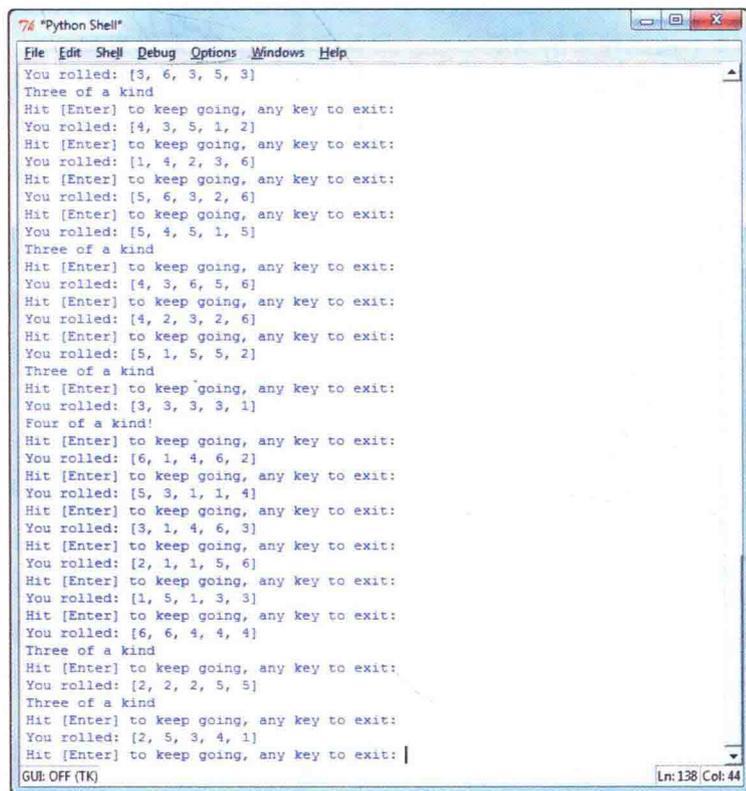 7% *Python Shell*
File Edit Shell Debug Options Windows Help
You rolled: [3, 6, 3, 5, 3]
Three of a kind
Hit [Enter] to keep going, any key to exit:
You rolled: [4, 3, 5, 1, 2]
Hit [Enter] to keep going, any key to exit:
You rolled: [1, 4, 2, 3, 6]
Hit [Enter] to keep going, any key to exit:
You rolled: [5, 6, 3, 2, 6]
Hit [Enter] to keep going, any key to exit:
You rolled: [5, 4, 5, 1, 5]
Three of a kind
Hit [Enter] to keep going, any key to exit:
You rolled: [4, 3, 6, 5, 6]
Hit [Enter] to keep going, any key to exit:
You rolled: [4, 2, 3, 2, 6]
Hit [Enter] to keep going, any key to exit:
You rolled: [5, 1, 5, 5, 2]
Three of a kind
Hit [Enter] to keep going, any key to exit:
You rolled: [3, 3, 3, 3, 1]
Four of a kind!
Hit [Enter] to keep going, any key to exit:
You rolled: [6, 1, 4, 6, 2]
Hit [Enter] to keep going, any key to exit:
You rolled: [5, 3, 1, 1, 4]
Hit [Enter] to keep going, any key to exit:
You rolled: [3, 1, 4, 6, 3]
Hit [Enter] to keep going, any key to exit:
You rolled: [2, 1, 1, 5, 6]
Hit [Enter] to keep going, any key to exit:
You rolled: [1, 5, 1, 3, 3]
Hit [Enter] to keep going, any key to exit:
You rolled: [6, 6, 4, 4, 4]
Three of a kind
Hit [Enter] to keep going, any key to exit:
You rolled: [2, 2, 2, 5, 5]
Three of a kind
Hit [Enter] to keep going, any key to exit:
You rolled: [2, 5, 3, 4, 1]
Hit [Enter] to keep going, any key to exit:
GUI: OFF (TK) Ln: 138 Col: 44